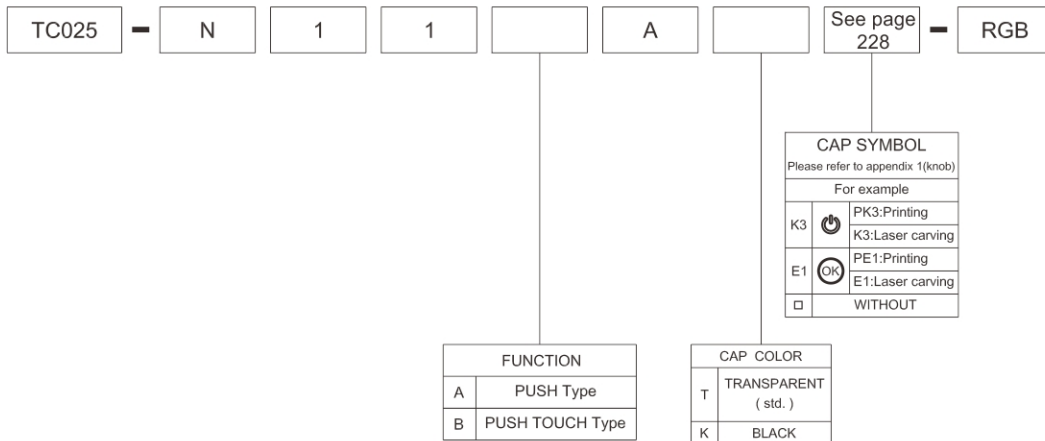 TC025 - N 1 1 A See page - RGB
228
CAP SYMBOL
Please refer to appendix 1(knob)
For example
K3 PK3:Printing
K3:Laser carving
E1 OK PE1:Printing
E1:Laser carving
□ WITHOUT
FUNCTION
A PUSH Type
B PUSH TOUCH Type
CAP COLOR
T TRANSPARENT
( std. )
K BLACK